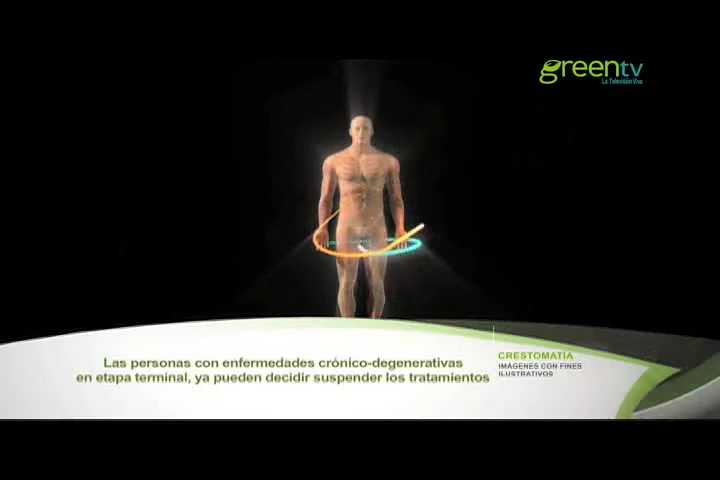 greentv
La Televisión Viva
Las personas con enfermedades crónico-degenerativas
en etapa terminal, ya pueden decidir suspender los tratamientos
CRESTOMATÍA
IMÁGENES CON FINES
ILUSTRATIVOS